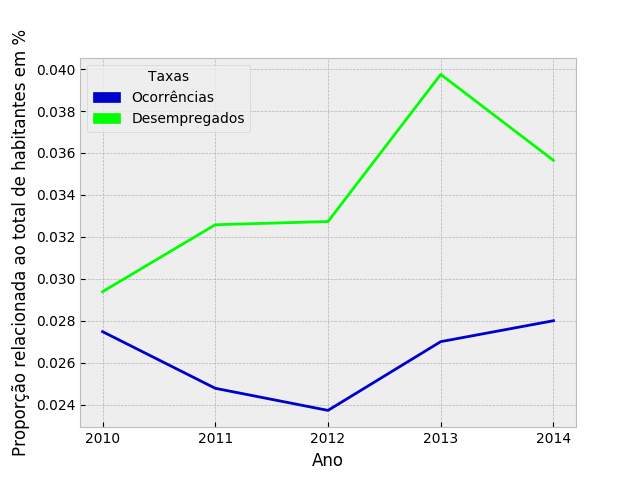 Proporção relacionada ao total de habitantes em %
0.040
0.038
0.036
0.034
0.032
0.030
0.028
0.026
0.024
Taxas
Ocorrências
Desempregados
2010 2011 2012 2013 2014
Ano